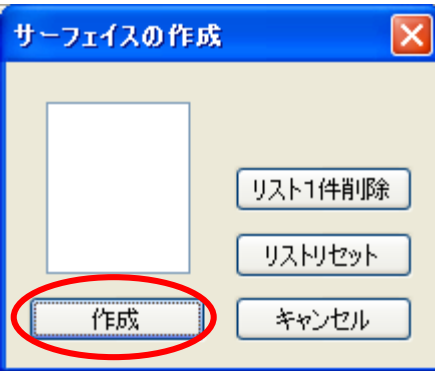 サーフェイスの作成
リスト1件削除
リストリセット
作成
キャンセル